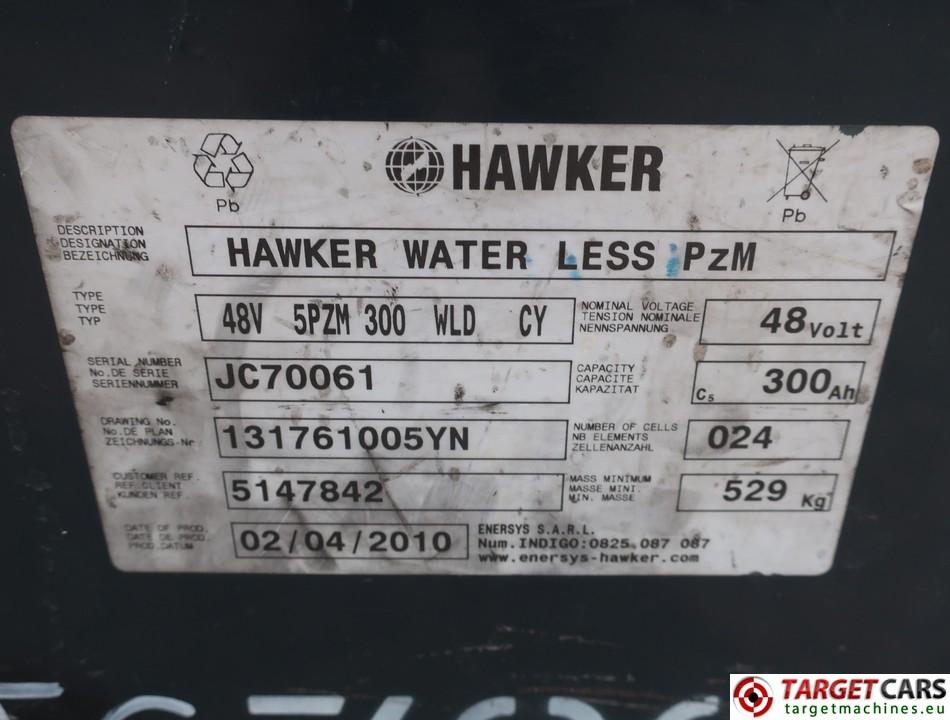 HAWKER
Pb
Pb
DESCRIPTION
DESIGNATION
BEZEICHNUNG
HAWKER WATER LESS PzM
TYPE
TYPE
TYP
48V 5PZM 300 WLD CY
NOMINAL VOLTAGE
TENSION NOMINALE
NENNSPANNUNG
48 Volt
SERIAL NUMBER
No.DE SERIE
SERIENNUMMER
JC70061
CAPACITY
CAPACITE
KAPAZITAT
C5 300 Ah
DRAWING No.
No.DE PLAN
ZEICHNUNGS-Nr
131761005YN
NUMBER OF CELLS
NB ELEMENTS
ZELLENANZAHL
024
CUSTOMER REF.
REF.CLIENT
KUNDEN REF.
5147842
MASS MINIMUM
MASSE MINI.
MIN. MASSE
529 Kg
DATE OF PROD.
DATE DE PROD.
PROD.DATUM
02/04/2010
ENERSYS S.A.R.L.
Num.INDIGO:0825 087 087
www.enersys-hawker.com
TARGET CARS
targetmachines.eu